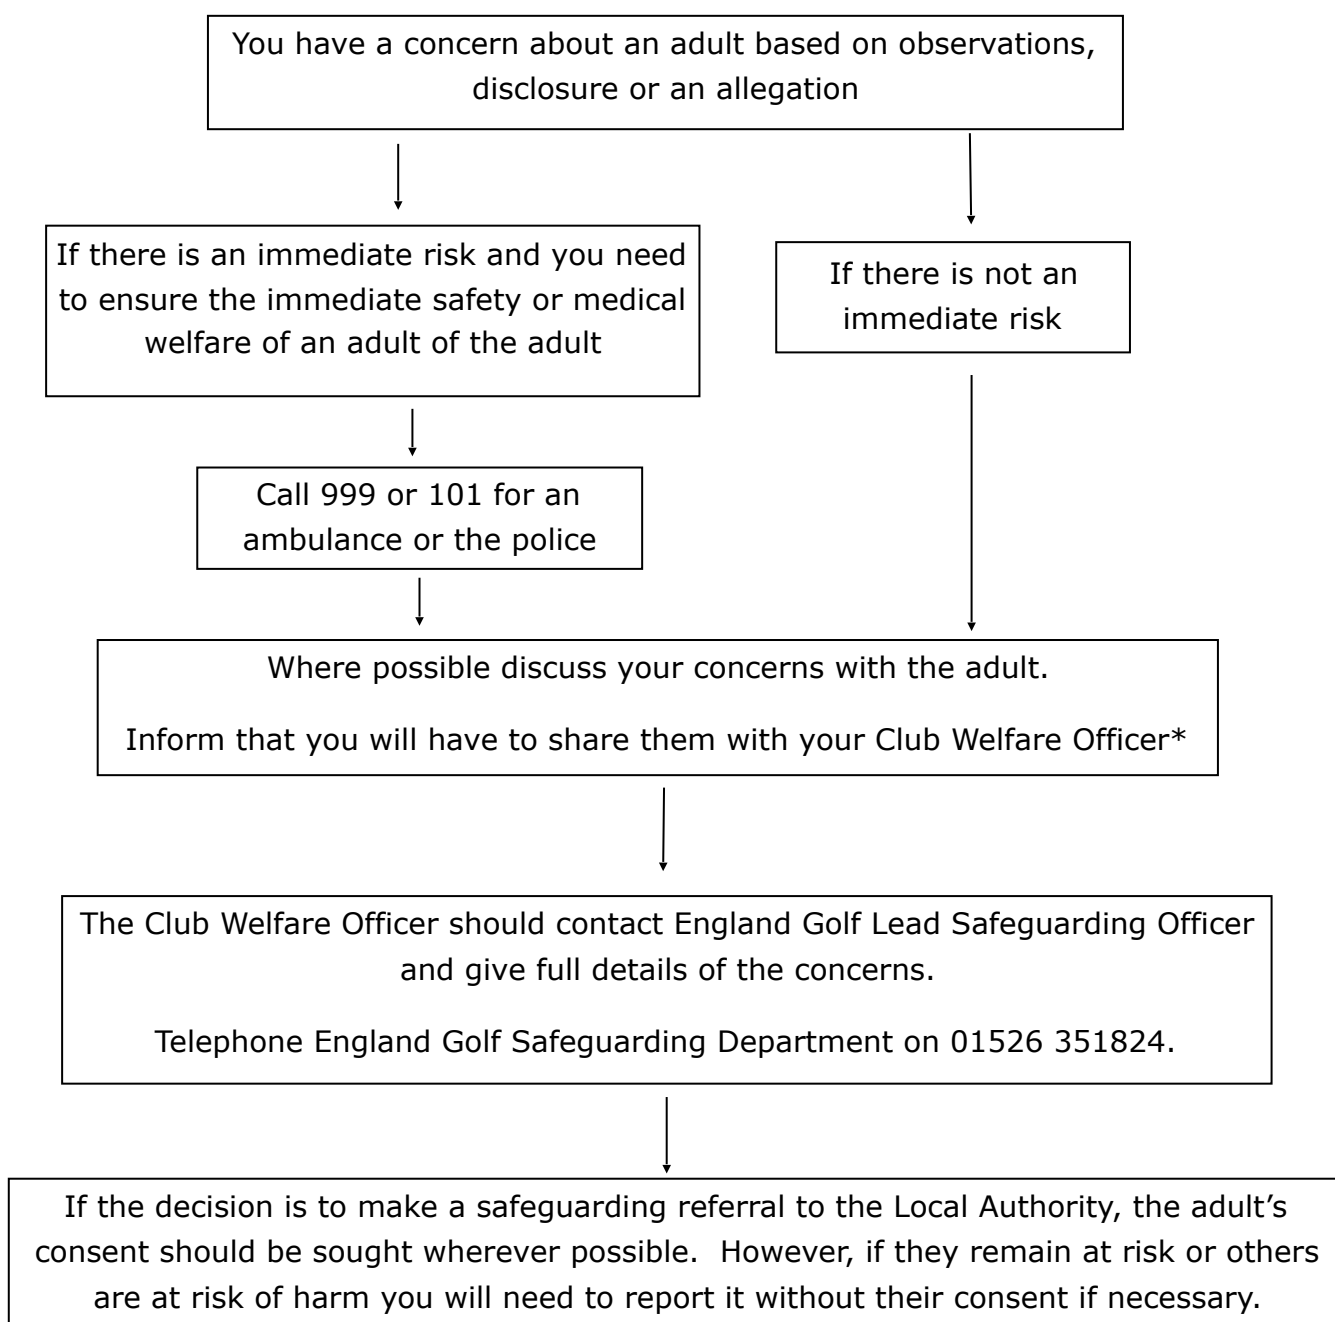 You have a concern about an adult based on observations,
disclosure or an allegation
If there is an immediate risk and you need
to ensure the immediate safety or medical
welfare of an adult of the adult
If there is not an
immediate risk
Call 999 or 101 for an
ambulance or the police
Where possible discuss your concerns with the adult.
Inform that you will have to share them with your Club Welfare Officer*
The Club Welfare Officer should contact England Golf Lead Safeguarding Officer
and give full details of the concerns.
Telephone England Golf Safeguarding Department on 01526 351824.
If the decision is to make a safeguarding referral to the Local Authority, the adult’s
consent should be sought wherever possible.  However, if they remain at risk or others
are at risk of harm you will need to report it without their consent if necessary.